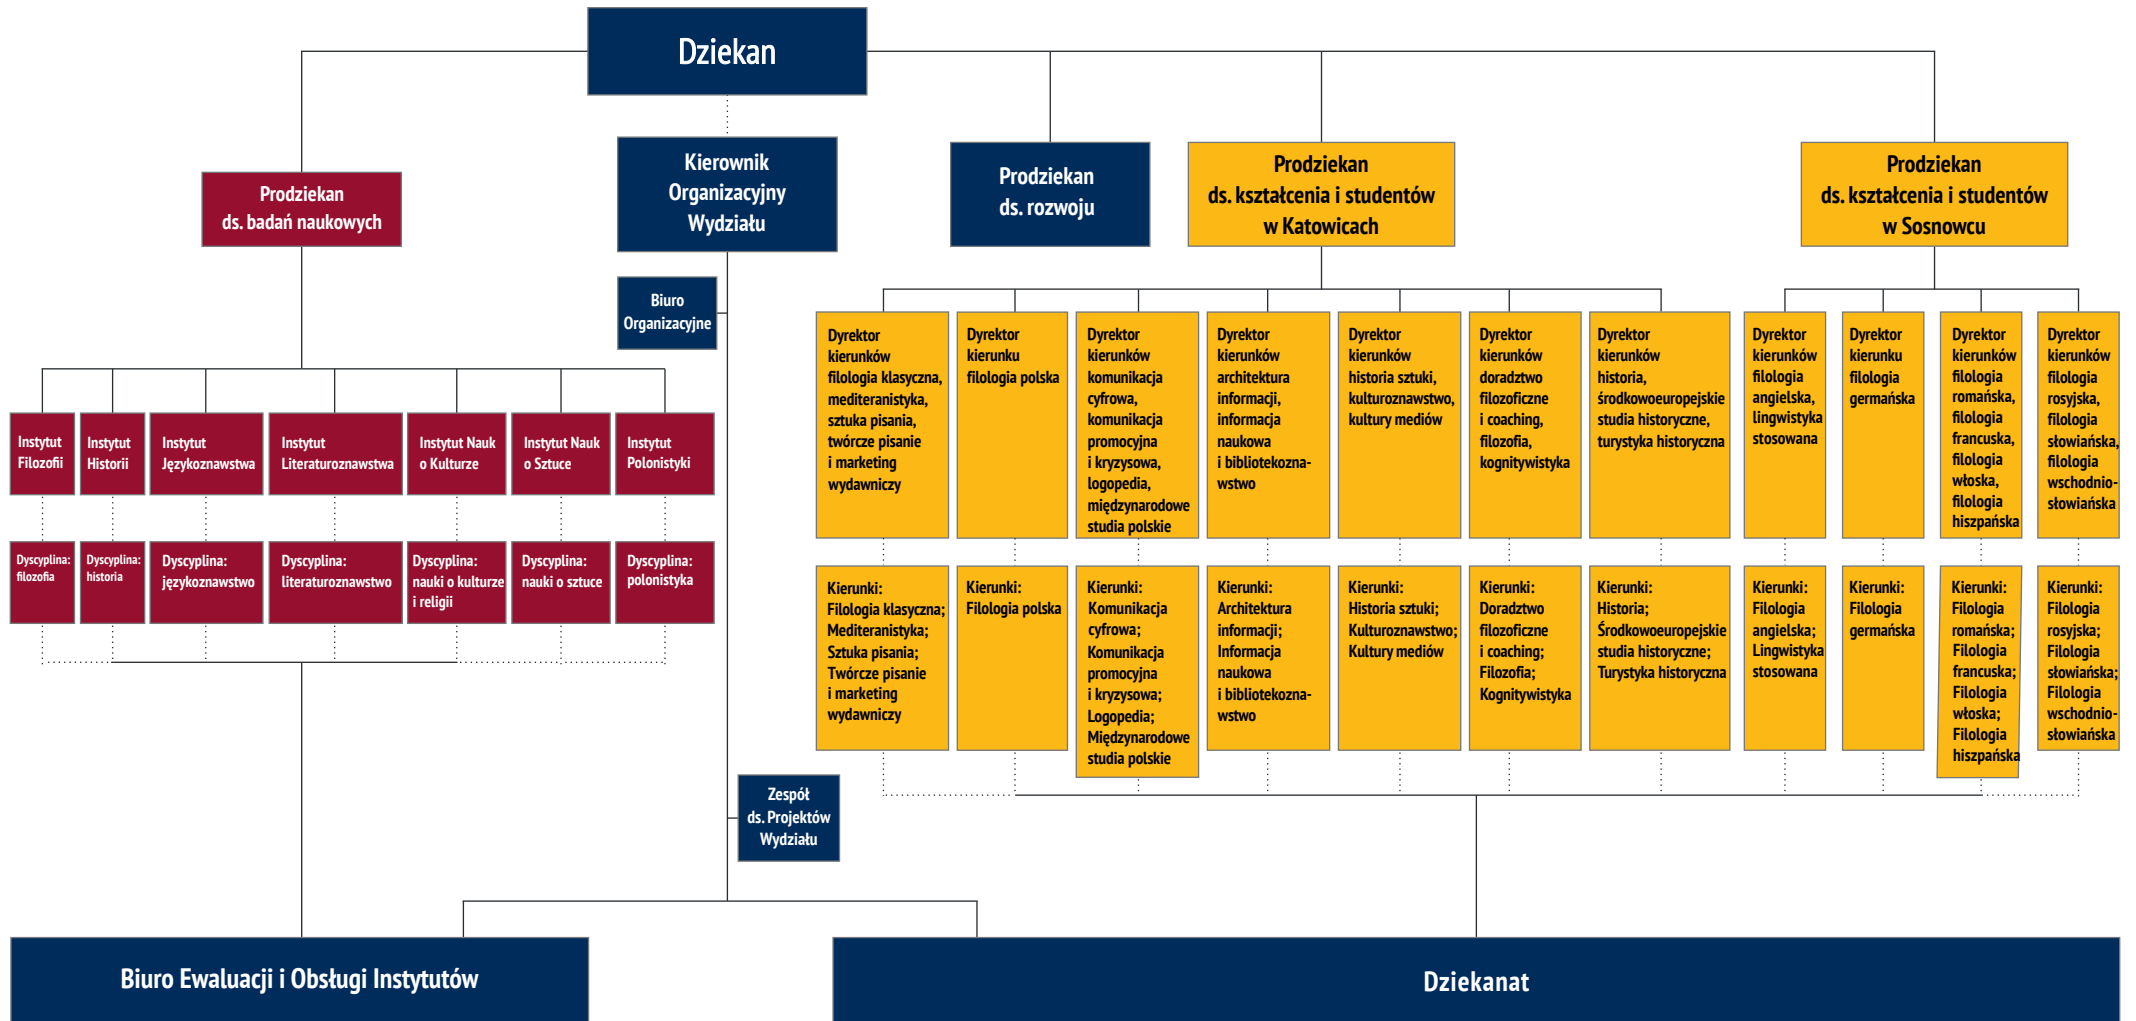 Dziekan
Prodziekan
ds. badań naukowych
Kierownik
Organizacyjny
Wydziału
Prodziekan
ds. rozwoju
Prodziekan
ds. kształcenia i studentów
w Katowicach
Prodziekan
ds. kształcenia i studentów
w Sosnowcu
Biuro
Organizacyjne
Instytut
Filozofii
Instytut
Historii
Instytut
Językoznawstwa
Instytut
Literaturoznawstwa
Instytut Nauk
o Kulturze
Instytut Nauk
o Sztuce
Instytut
Polonistyki
Dyscyplina:
filozofia
Dyscyplina:
historia
Dyscyplina:
językoznawstwo
Dyscyplina:
literaturoznawstwo
Dyscyplina:
nauki o kulturze
i religii
Dyscyplina:
nauki o sztuce
Dyscyplina:
polonistyka
Dyrektor
kierunków
filologia klasyczna,
mediteranistyka,
sztuka pisania,
twórcze pisanie
i marketing
wydawniczy
Dyrektor
kierunku
filologia polska
Dyrektor
kierunków
komunikacja
cyfrowa,
komunikacja
promocyjna
i kryzysowa,
logopedia,
międzynarodowe
studia polskie
Dyrektor
kierunków
architektura
informacji,
informacja
naukowa
i bibliotekozna-
wstwo
Dyrektor
kierunków
historia sztuki,
kulturoznawstwo,
kultury mediów
Dyrektor
kierunków
doradztwo
filozoficzne
i coaching,
filozofia,
kognitywistyka
Dyrektor
kierunków
historia,
środkowoeuropejskie
studia historyczne,
turystyka historyczna
Dyrektor
kierunków
filologia
angielska,
lingwistyka
stosowana
Dyrektor
kierunku
filologia
germańska
Dyrektor
kierunków
filologia
romańska,
filologia
francuska,
filologia
włoska,
filologia
hiszpańska
Dyrektor
kierunków
filologia
rosyjska,
filologia
słowiańska,
filologia
wschodnio-
słowiańska
Kierunki:
Filologia klasyczna;
Mediteranistyka;
Sztuka pisania;
Twórcze pisanie
i marketing
wydawniczy
Kierunki:
Filologia polska
Kierunki:
Komunikacja
cyfrowa;
Komunikacja
promocyjna
i kryzysowa;
Logopedia;
Międzynarodowe
studia polskie
Kierunki:
Architektura
informacji;
Informacja
naukowa
i bibliotekozna-
wstwo
Kierunki:
Historia sztuki;
Kulturoznawstwo;
Kultury mediów
Kierunki:
Doradztwo
filozoficzne
i coaching;
Filozofia;
Kognitywistyka
Kierunki:
Historia;
Środkowoeuropejskie
studia historyczne;
Turystyka historyczna
Kierunki:
Filologia
angielska;
Lingwistyka
stosowana
Kierunki:
Filologia
germańska
Kierunki:
Filologia
romańska;
Filologia
francuska;
Filologia
włoska;
Filologia
hiszpańska
Kierunki:
Filologia
rosyjska;
Filologia
słowiańska;
Filologia
wschodnio-
słowiańska
Zespół
ds. Projektów
Wydziału
Biuro Ewaluacji i Obsługi Instytutów
Dziekanat